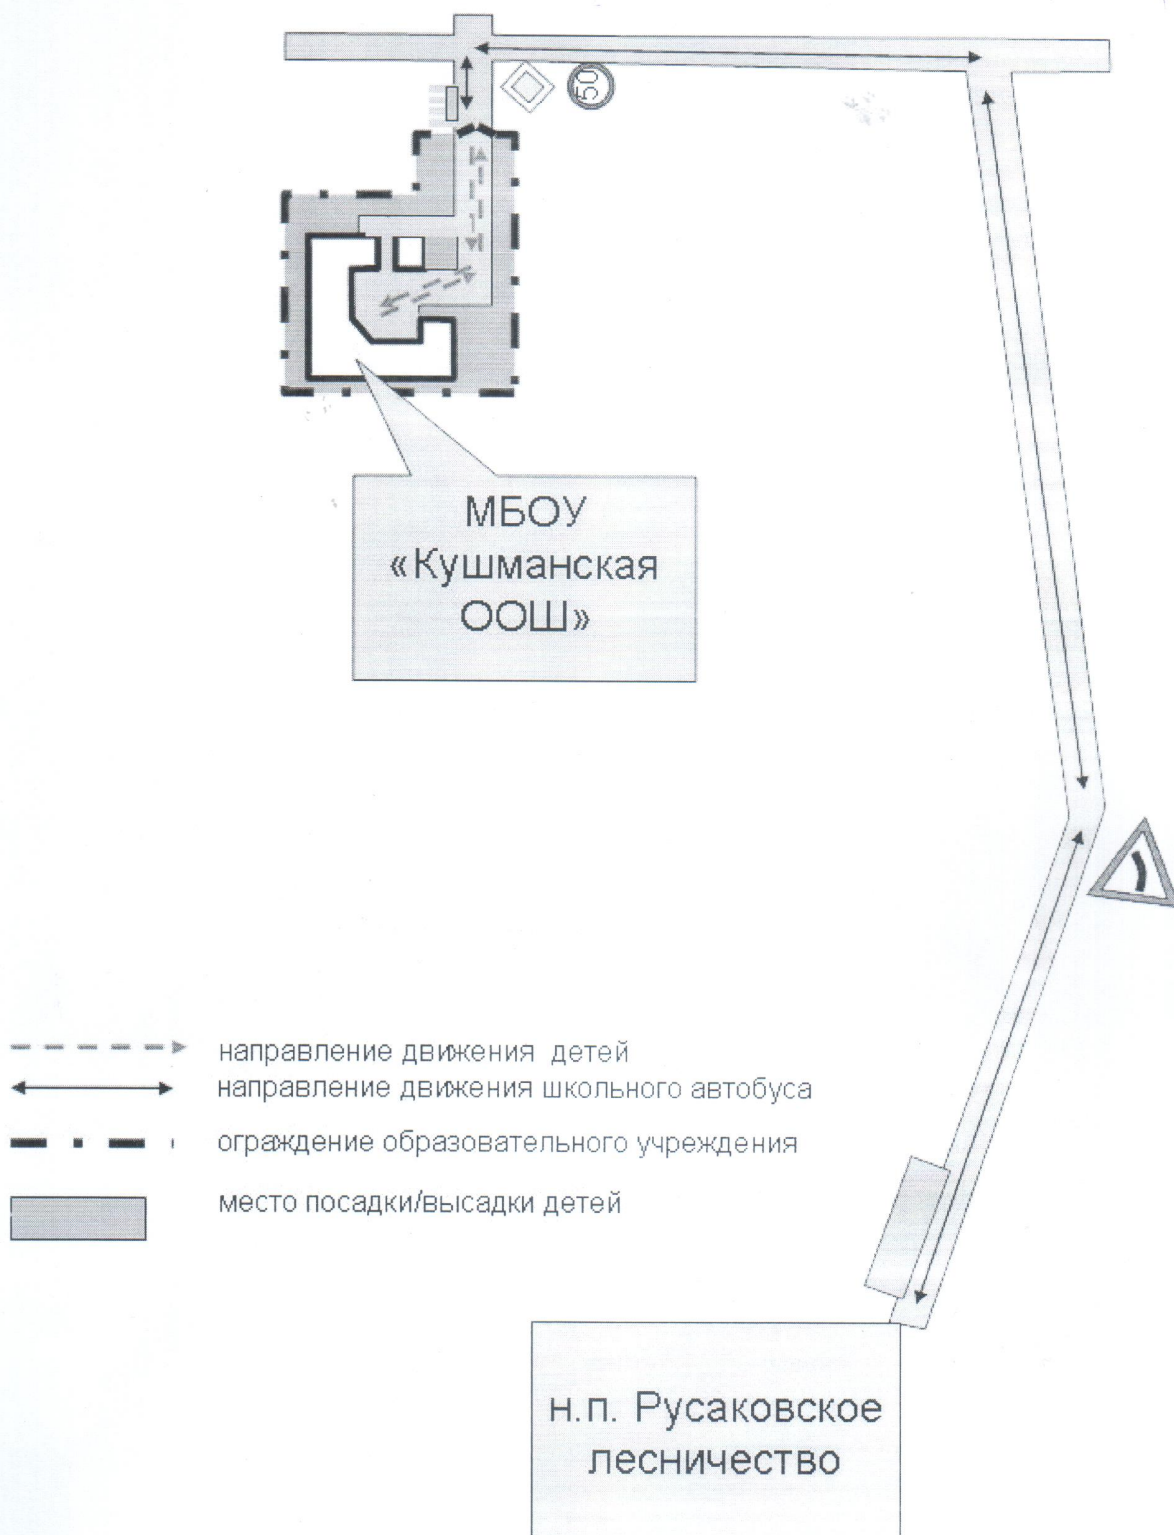 50
МБОУ
«Кушманская
ООШ»
направление движения  детей
направление движения школьного автобуса
ограждение образовательного учреждения
место посадки/высадки детей
н.п. Русаковское
лесничество